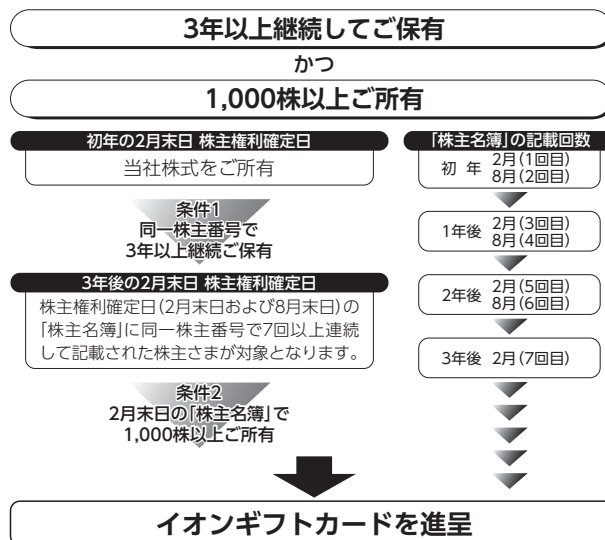 3年以上継続してご保有
かつ
1,000株以上ご所有
初年の2月末日 株主権利確定日
当社株式をご所有
条件1
同一株主番号で
3年以上継続ご保有
3年後の2月末日 株主権利確定日
株主権利確定日(2月末日および8月末日)の
「株主名簿」に同一株主番号で7回以上連続
して記載された株主さまが対象となります。
条件2
2月末日の「株主名簿」で
1,000株以上ご所有
「株主名簿」の記載回数
初 年 2月(1回目)
8月(2回目)
1年後 2月(3回目)
8月(4回目)
2年後 2月(5回目)
8月(6回目)
3年後 2月(7回目)
イオンギフトカードを進呈